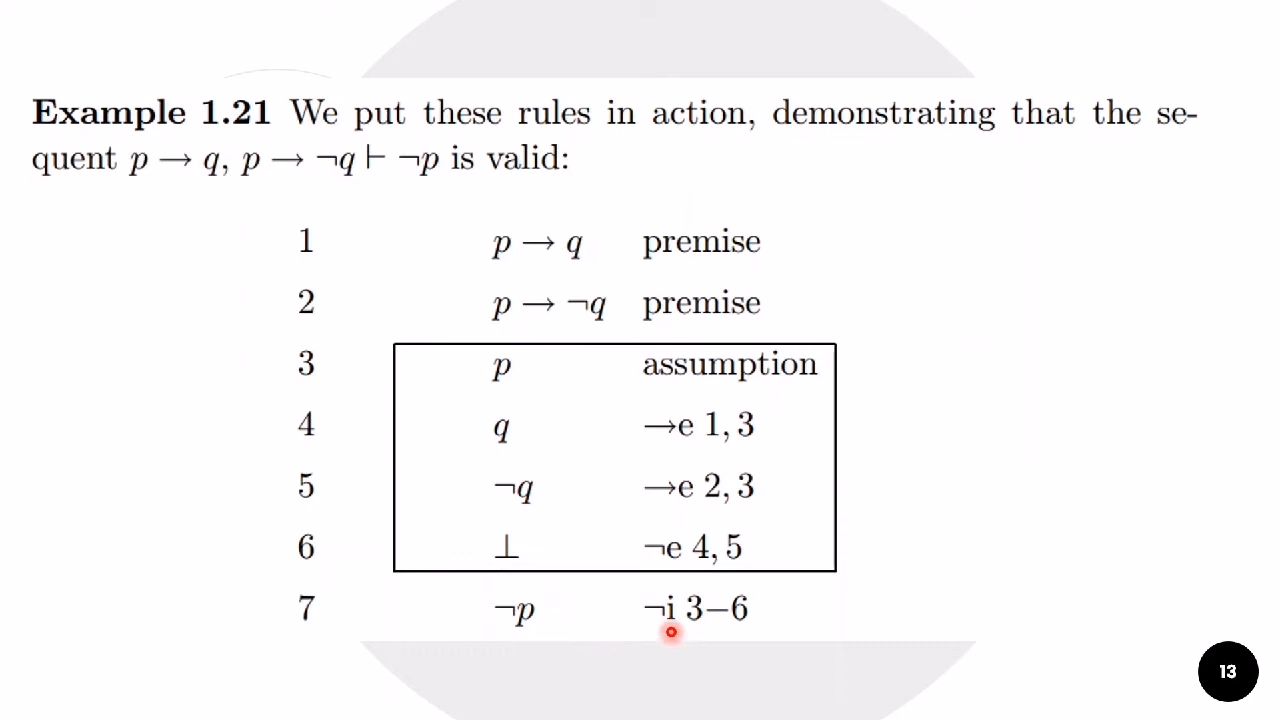 Example 1.21 We put these rules in action, demonstrating that the se-
quent p → q, p → ¬q ⊢ ¬p is valid:
1 p → q premise
2 p → ¬q premise
3 p assumption
4 q →e 1, 3
5 ¬q →e 2, 3
6 ⊥ ¬e 4, 5
7 ¬p ¬i 3−6
13